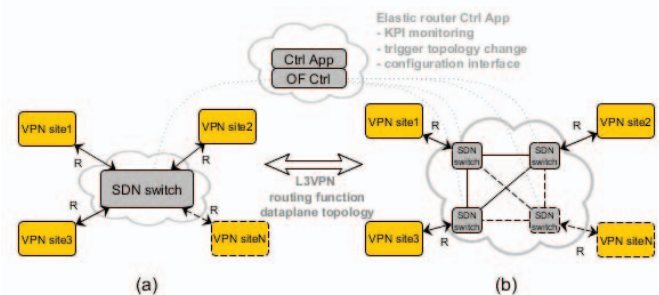 Elastic router Ctrl App
- KPI monitoring
- trigger topology change
- configuration interface
Ctrl App
OF Ctrl
VPN site1
VPN site2
R
R
SDN switch
R
R
VPN site3
VPN siteN
(a)
L3VPN
routing function
dataplane topology
VPN site1
VPN site2
R
R
SDN
switch
SDN
switch
SDN
switch
SDN
switch
R
R
VPN site3
VPN siteN
(b)